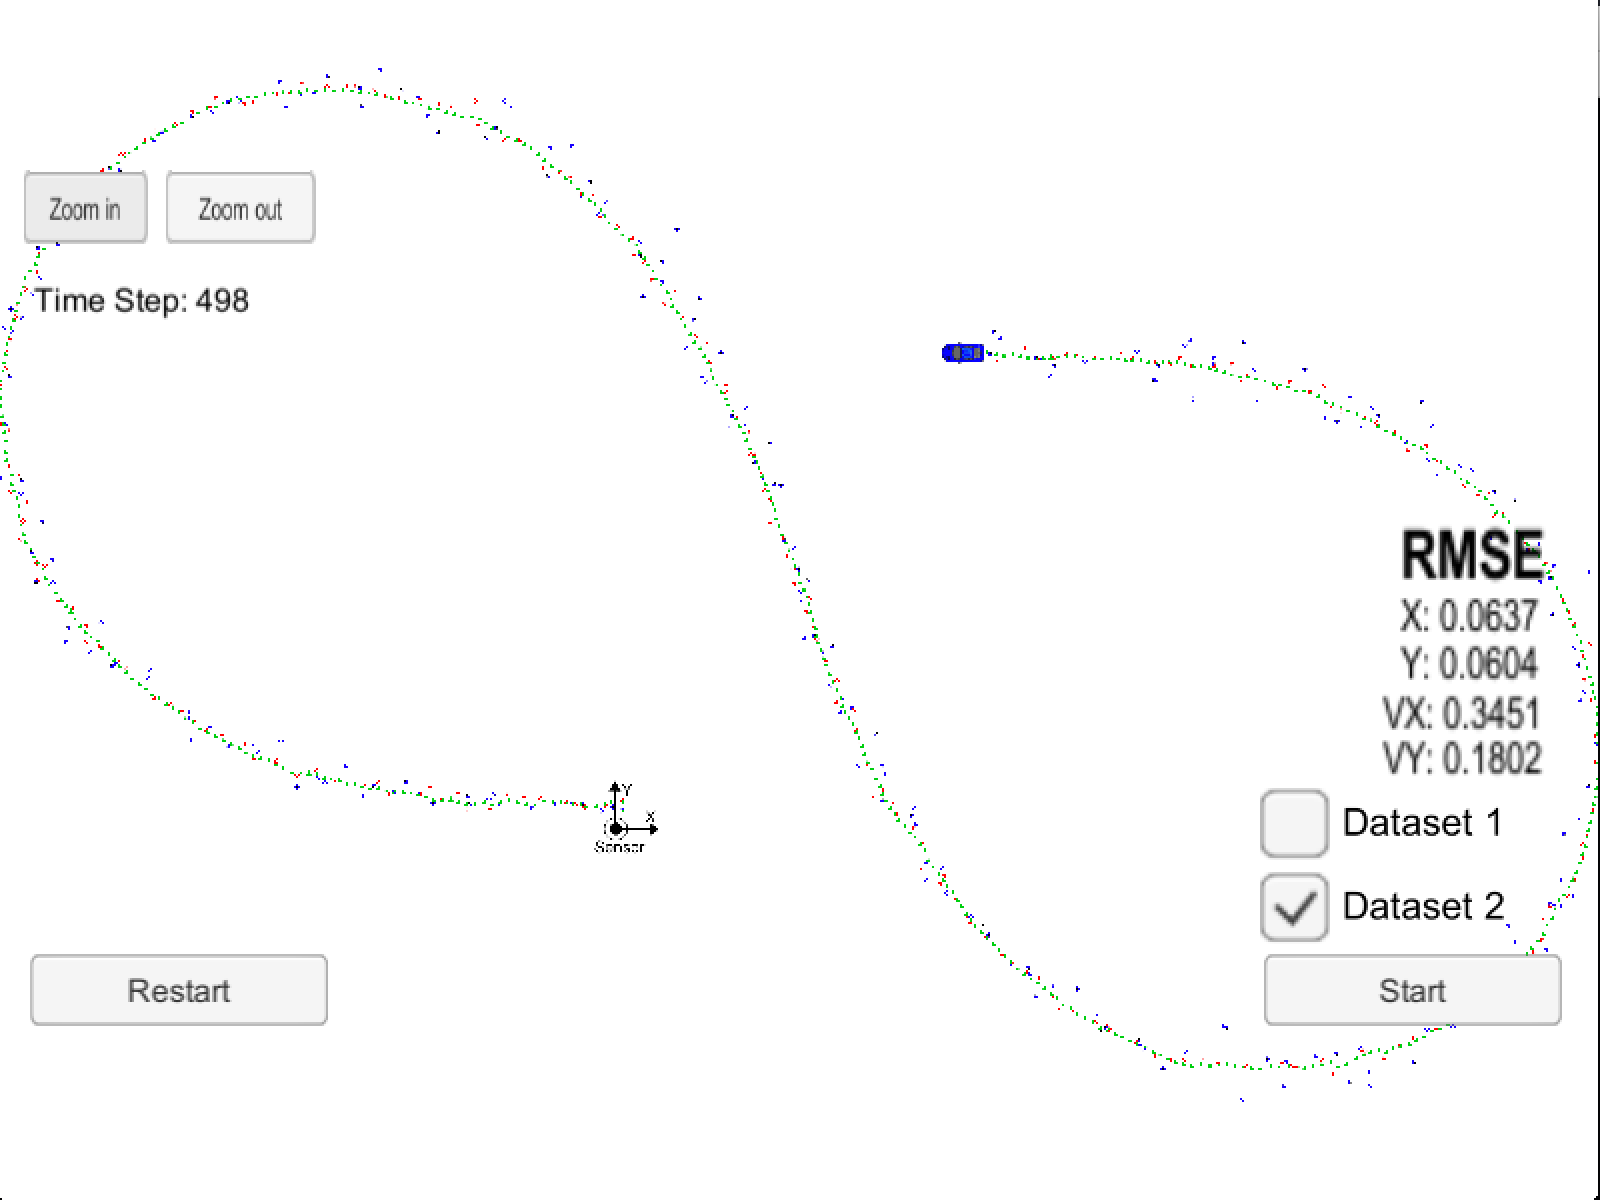 Zoom in
Zoom out
Time Step: 498
RMSE
X: 0.0637
Y: 0.0604
VX: 0.3451
VY: 0.1802
Y
X
Sensor
Dataset 1
Dataset 2
Restart
Start